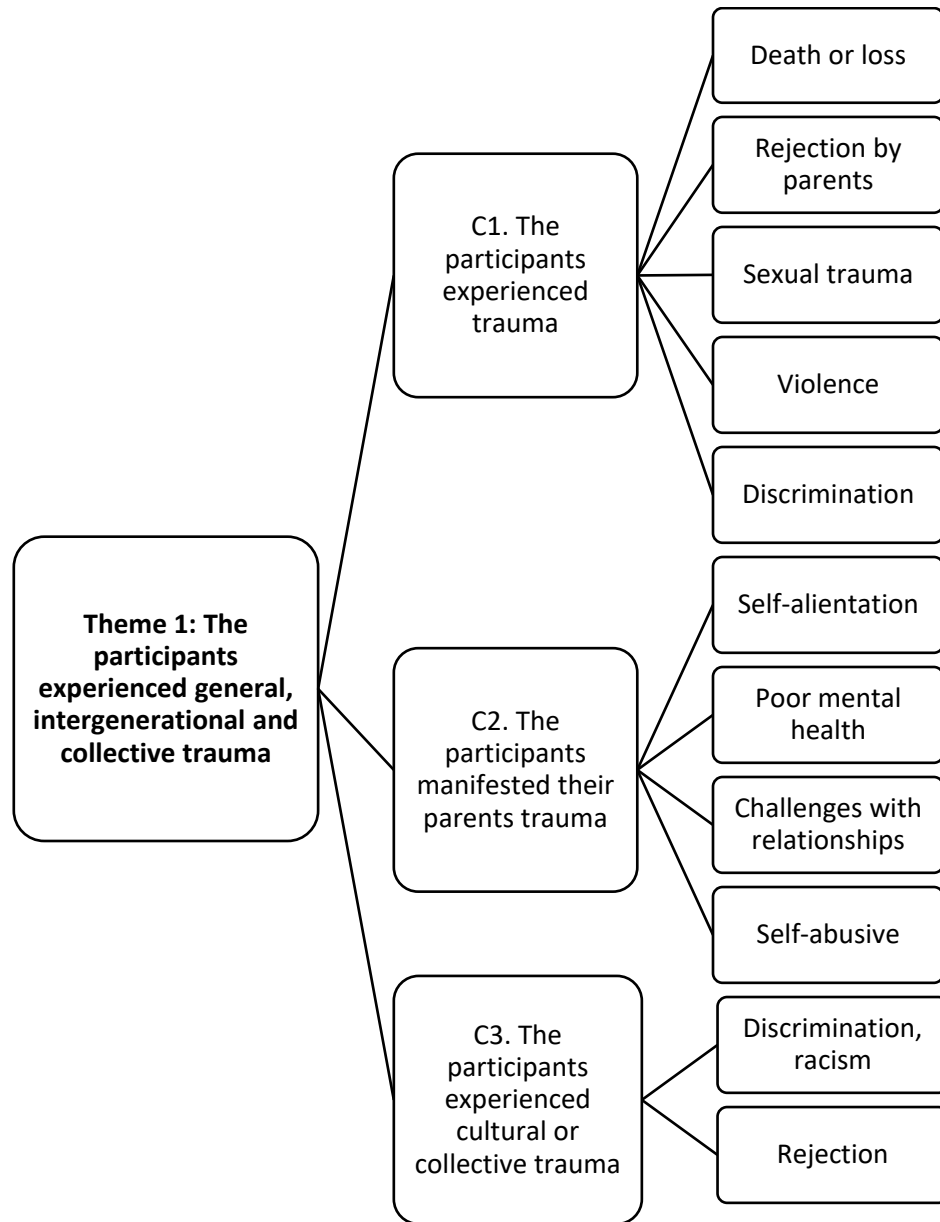 Theme 1: The
participants
experienced general,
intergenerational and
collective trauma
C1. The
participants
experienced
trauma
Death or loss
Rejection by
parents
Sexual trauma
Violence
Discrimination
C2. The
participants
manifested their
parents trauma
Self-alientation
Poor mental
health
Challenges with
relationships
Self-abusive
C3. The
participants
experienced
cultural or
collective trauma
Discrimination,
racism
Rejection